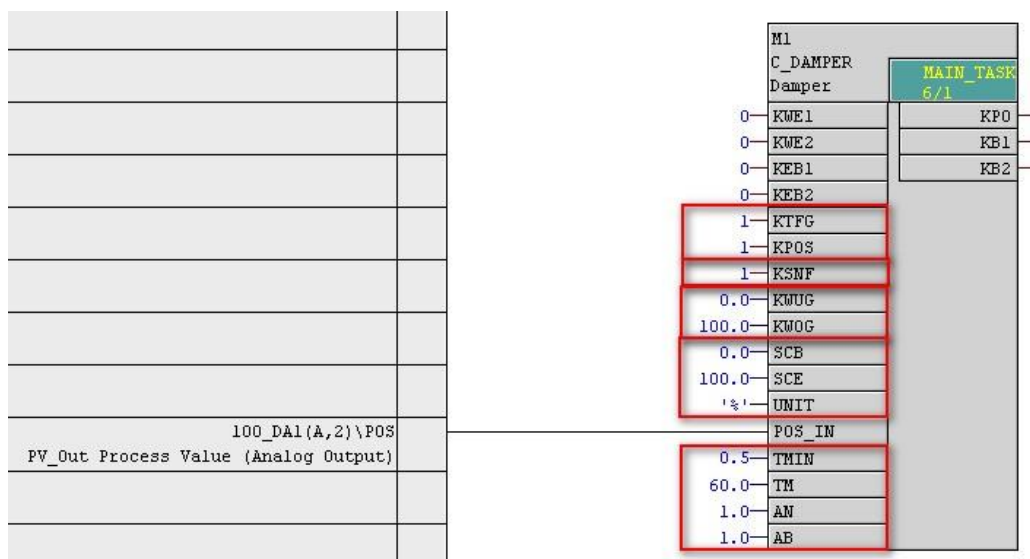 M1
C_DAMPER
Damper
MAIN_TASK
6/1
0 KWE1 KPO
0 KWE2 KB1
0 KEB1 KB2
0 KEB2
1 KTFG
1 KPOS
1 KSNF
0.0 KWUG
100.0 KWOG
0.0 SCB
100.0 SCE
'%' UNIT
100_DA1(A,2)\POS POS_IN
PV_Out Process Value (Analog Output)
0.5 TMIN
60.0 TM
1.0 AN
1.0 AB